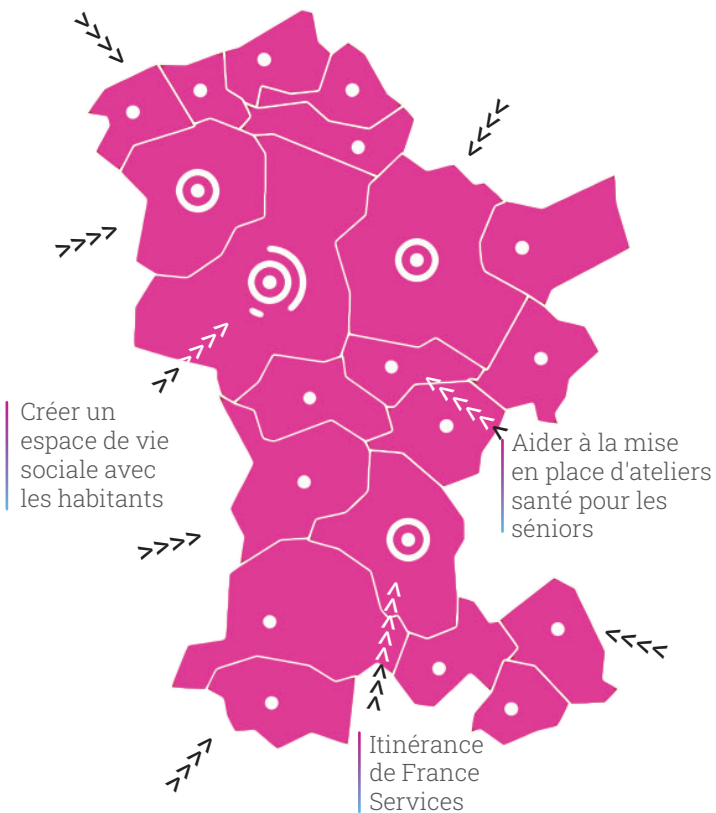 Créer un
espace de vie
sociale avec
les habitants
Aider à la mise
en place d'ateliers
santé pour les
séniors
Itinérance
de France
Services